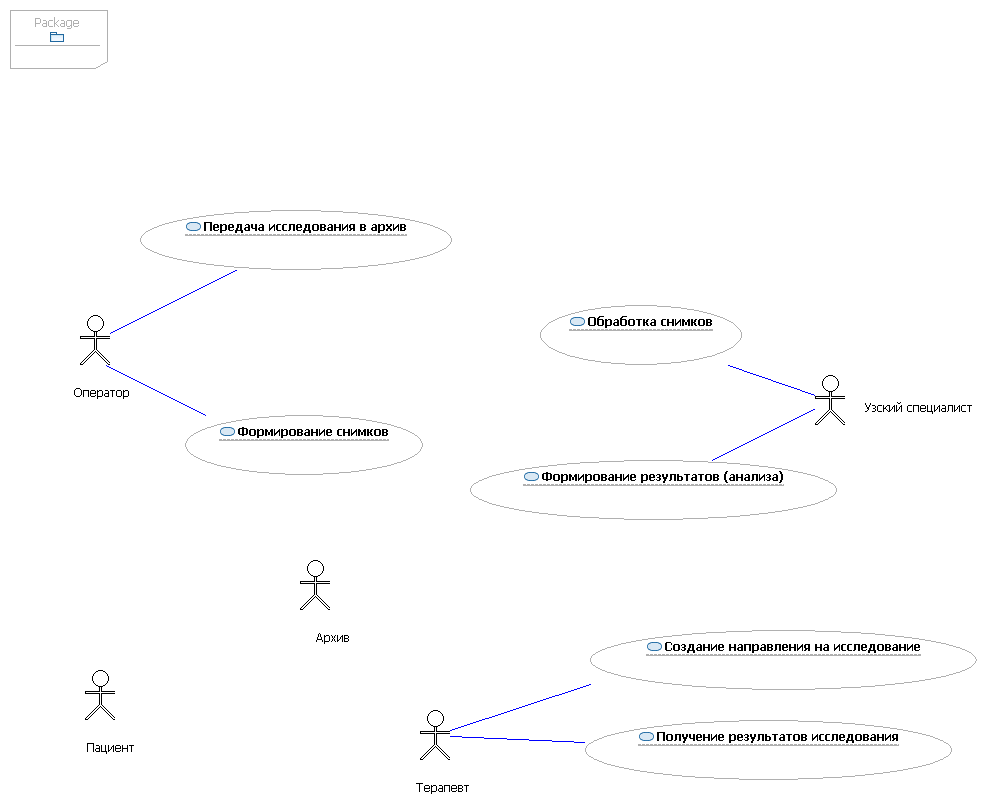 Package
Передача исследования в архив
Оператор
Обработка снимков
Узский специалист
Формирование снимков
Формирование результатов (анализа)
Архив
Создание направления на исследование
Пациент
Получение результатов исследования
Терапевт